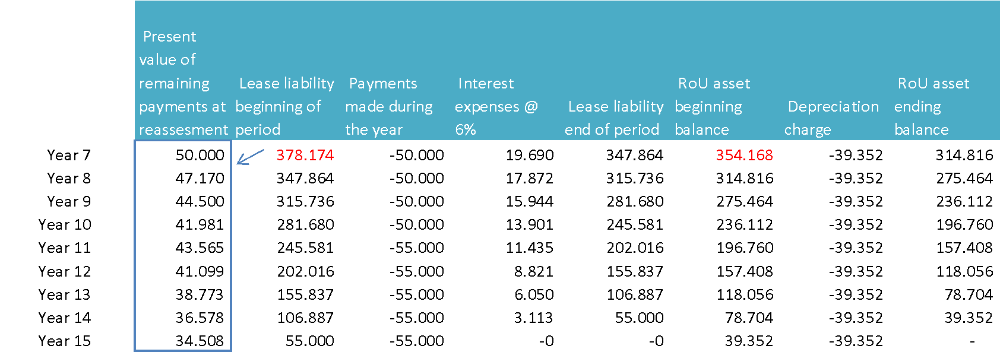 Present
value of
remaining Lease liability Payments Interest RoU asset RoU asset
payments at beginning of made during expenses @ Lease liability beginning Depreciation ending
reassesment period the year 6% end of period balance charge balance
Year 7 50.000 378.174 -50.000 19.690 347.864 354.168 -39.352 314.816
Year 8 47.170 347.864 -50.000 17.872 315.736 314.816 -39.352 275.464
Year 9 44.500 315.736 -50.000 15.944 281.680 275.464 -39.352 236.112
Year 10 41.981 281.680 -50.000 13.901 245.581 236.112 -39.352 196.760
Year 11 43.565 245.581 -55.000 11.435 202.016 196.760 -39.352 157.408
Year 12 41.099 202.016 -55.000 8.821 155.837 157.408 -39.352 118.056
Year 13 38.773 155.837 -55.000 6.050 106.887 118.056 -39.352 78.704
Year 14 36.578 106.887 -55.000 3.113 55.000 78.704 -39.352 39.352
Year 15 34.508 55.000 -55.000 -0 -0 39.352 -39.352 -